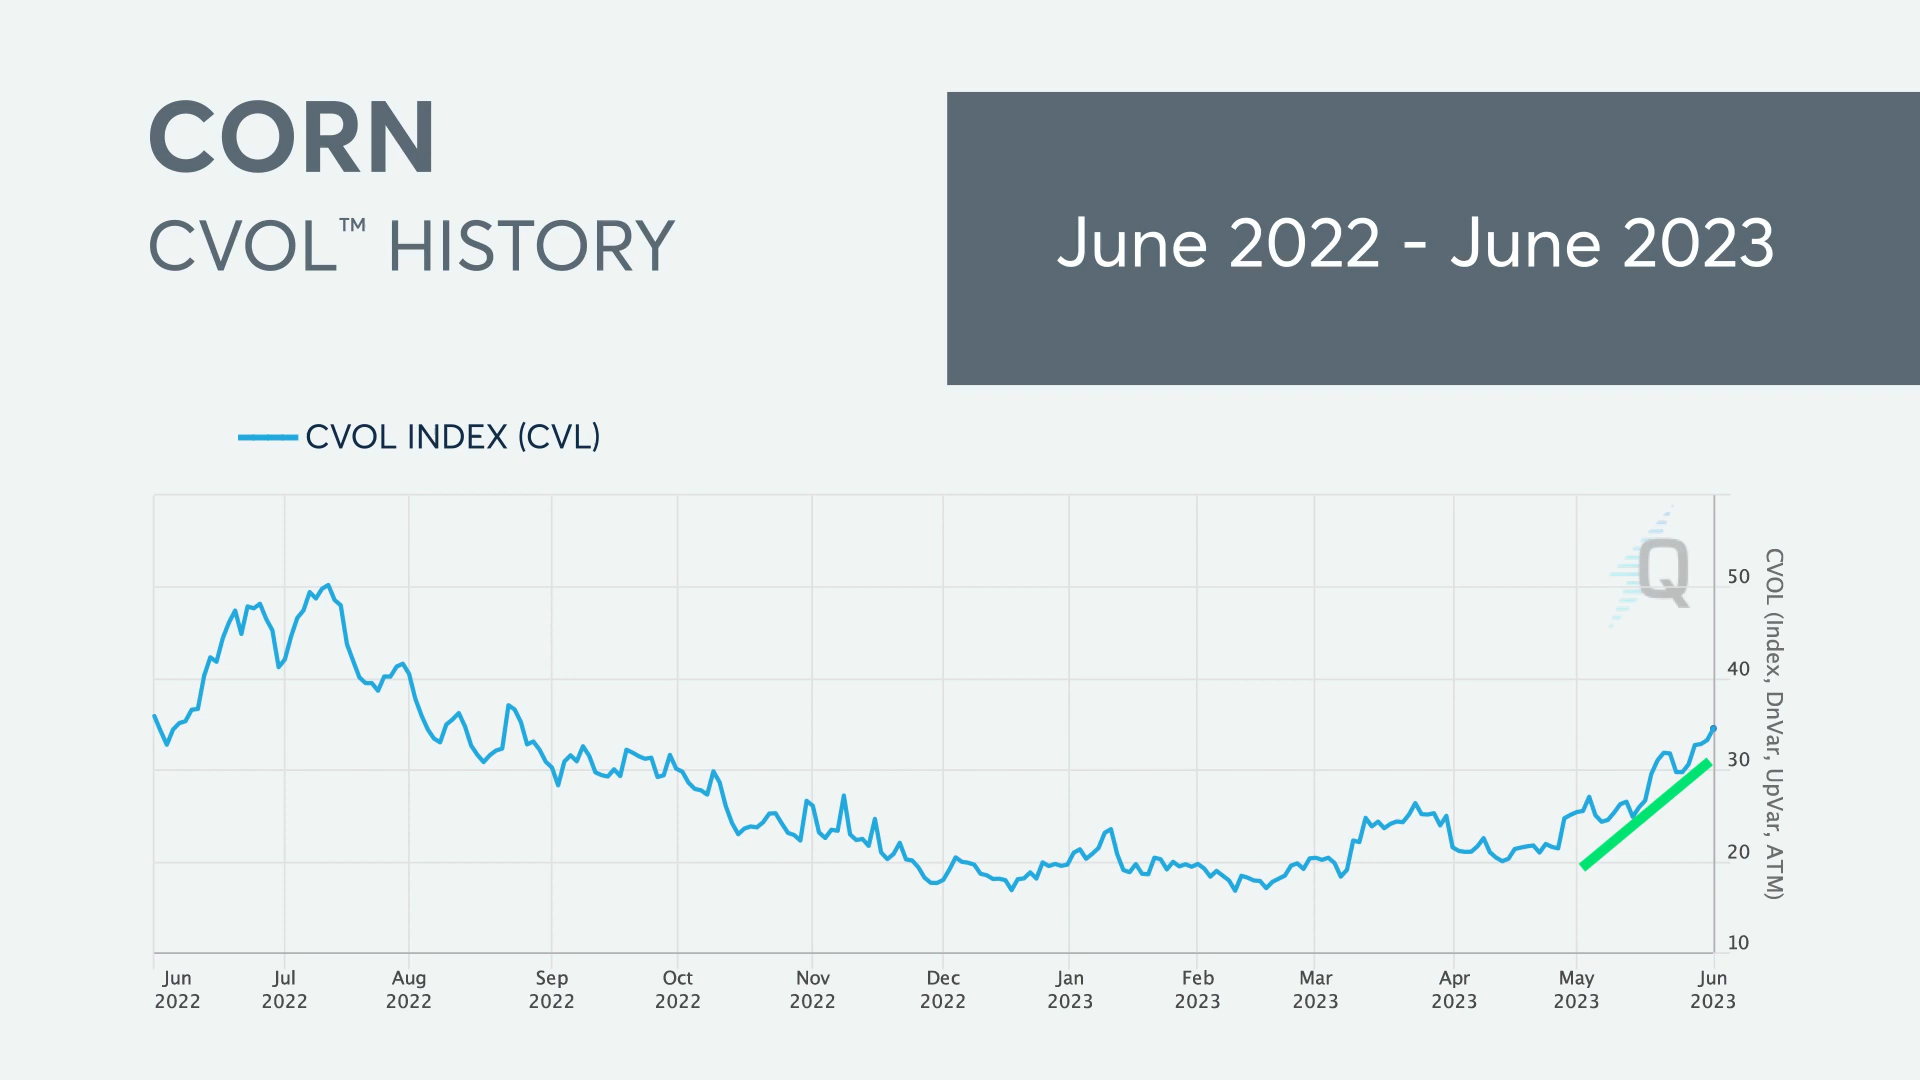 CORN
CVOL™ HISTORY
June 2022 - June 2023
CVOL INDEX (CVL)
Q
50
40
30
20
10
CVOL (Index, DnVar, UpVar, ATM)
Jun Jul Aug Sep Oct Nov Dec Jan Feb Mar Apr May Jun
2022 2022 2022 2022 2022 2022 2022 2023 2023 2023 2023 2023 2023